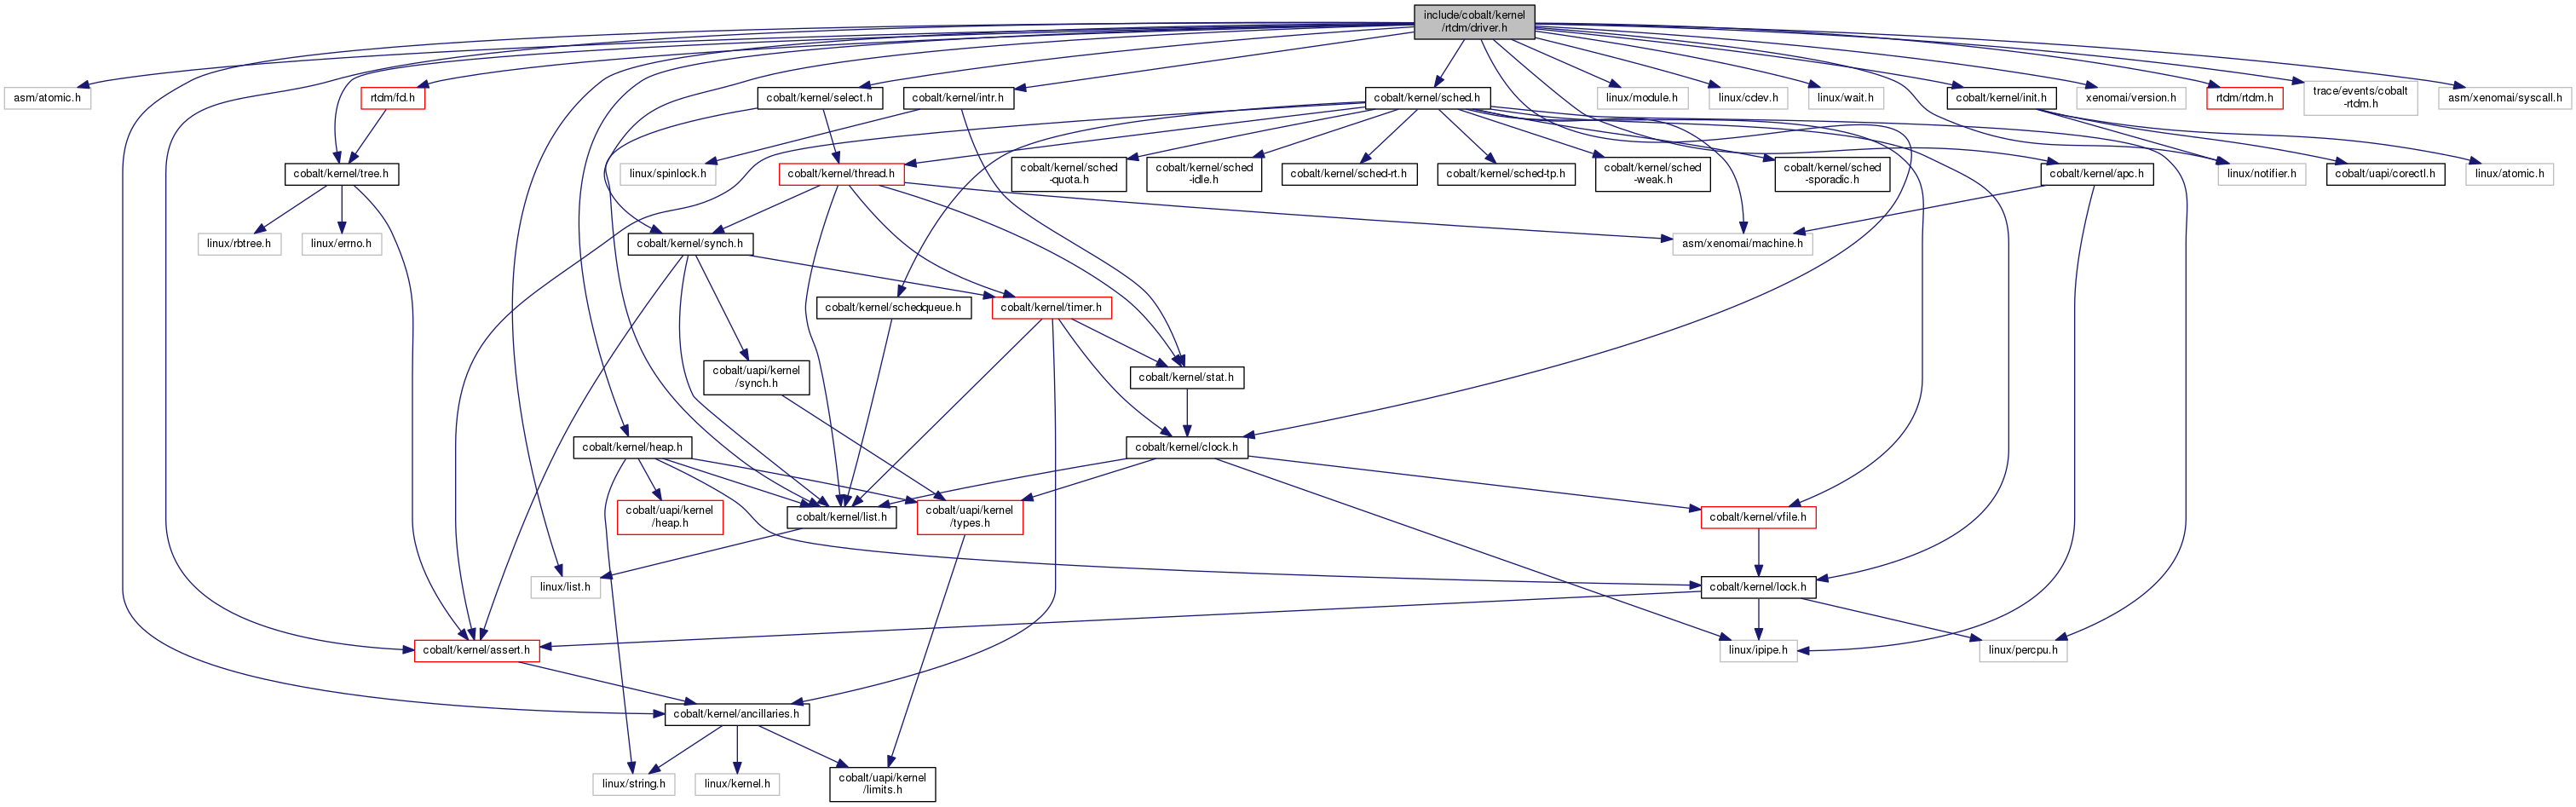 include/cobalt/kernel
/rtdm/driver.h
asm/atomic.h
rtdm/fd.h
cobalt/kernel/select.h
cobalt/kernel/intr.h
cobalt/kernel/sched.h
linux/module.h
linux/cdev.h
linux/wait.h
cobalt/kernel/init.h
xenomai/version.h
rtdm/rtdm.h
trace/events/cobalt
-rtdm.h
asm/xenomai/syscall.h
cobalt/kernel/tree.h
linux/spinlock.h
cobalt/kernel/thread.h
cobalt/kernel/sched
-quota.h
cobalt/kernel/sched
-idle.h
cobalt/kernel/sched-rt.h
cobalt/kernel/sched-tp.h
cobalt/kernel/sched
-weak.h
cobalt/kernel/sched
-sporadic.h
cobalt/kernel/apc.h
linux/notifier.h
cobalt/uapi/corectl.h
linux/atomic.h
linux/rbtree.h
linux/errno.h
cobalt/kernel/synch.h
asm/xenomai/machine.h
cobalt/kernel/schedqueue.h
cobalt/kernel/timer.h
cobalt/uapi/kernel
/synch.h
cobalt/kernel/stat.h
cobalt/kernel/heap.h
cobalt/kernel/clock.h
cobalt/uapi/kernel
/heap.h
cobalt/kernel/list.h
cobalt/uapi/kernel
/types.h
cobalt/kernel/vfile.h
linux/list.h
cobalt/kernel/lock.h
cobalt/kernel/assert.h
linux/ipipe.h
linux/percpu.h
cobalt/kernel/ancillaries.h
linux/string.h
linux/kernel.h
cobalt/uapi/kernel
/limits.h